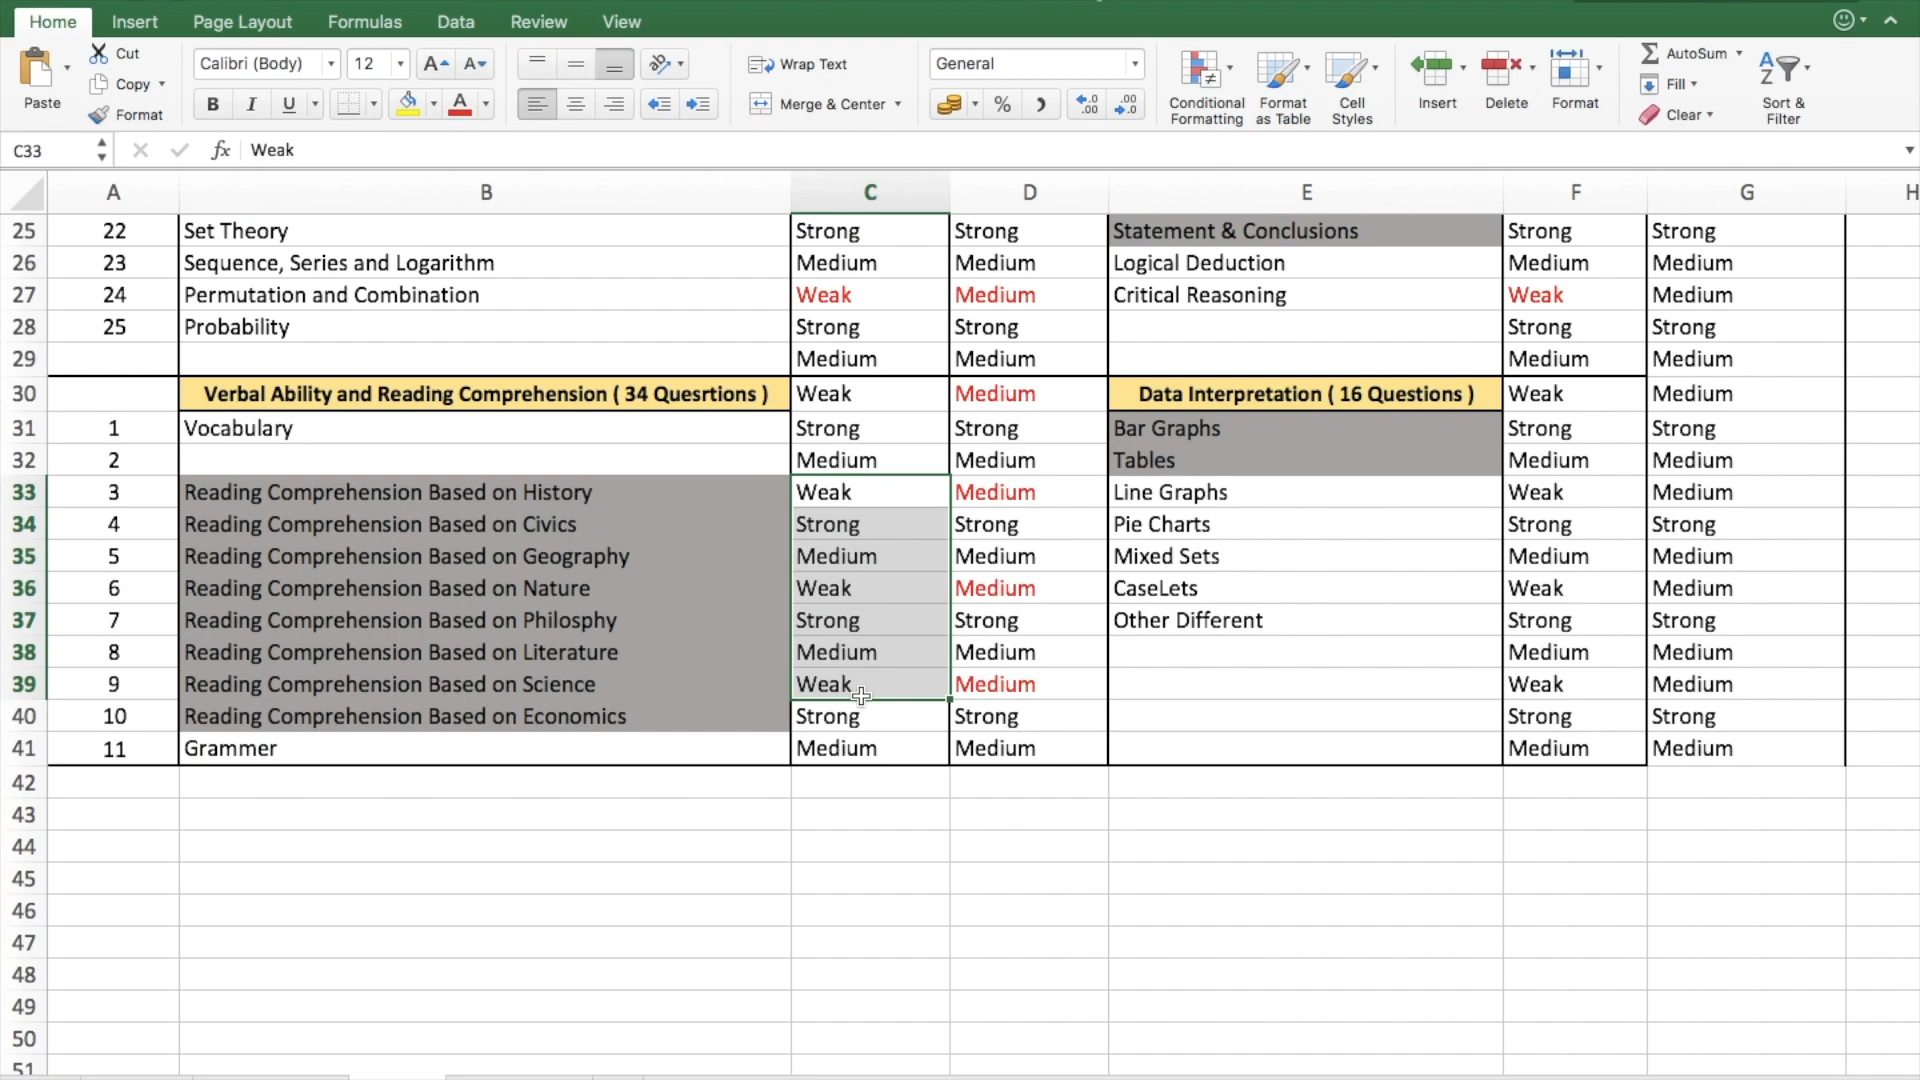 Home Insert Page Layout Formulas Data Review View
Paste Cut Copy Format
Calibri (Body) 12 A A
B I U A
Wrap Text
Merge & Center
General
% .0 .00 .00 .0
Conditional Formatting Format as Table Cell Styles Insert Delete Format
AutoSum Fill Clear
Sort & Filter
C33 fx Weak
A B C D E F G H
25 22 Set Theory Strong Strong Statement & Conclusions Strong Strong
26 23 Sequence, Series and Logarithm Medium Medium Logical Deduction Medium Medium
27 24 Permutation and Combination Weak Medium Critical Reasoning Weak Medium
28 25 Probability Strong Strong Strong Strong
29 Medium Medium Medium Medium
30 Verbal Ability and Reading Comprehension ( 34 Quesrtions ) Weak Medium Data Interpretation ( 16 Questions ) Weak Medium
31 1 Vocabulary Strong Strong Bar Graphs Strong Strong
32 2 Medium Medium Tables Medium Medium
33 3 Reading Comprehension Based on History Weak Medium Line Graphs Weak Medium
34 4 Reading Comprehension Based on Civics Strong Strong Pie Charts Strong Strong
35 5 Reading Comprehension Based on Geography Medium Medium Mixed Sets Medium Medium
36 6 Reading Comprehension Based on Nature Weak Medium CaseLets Weak Medium
37 7 Reading Comprehension Based on Philosphy Strong Strong Other Different Strong Strong
38 8 Reading Comprehension Based on Literature Medium Medium Medium Medium
39 9 Reading Comprehension Based on Science Weak Medium Weak Medium
40 10 Reading Comprehension Based on Economics Strong Strong Strong Strong
41 11 Grammer Medium Medium Medium Medium
42
43
44
45
46
47
48
49
50
51